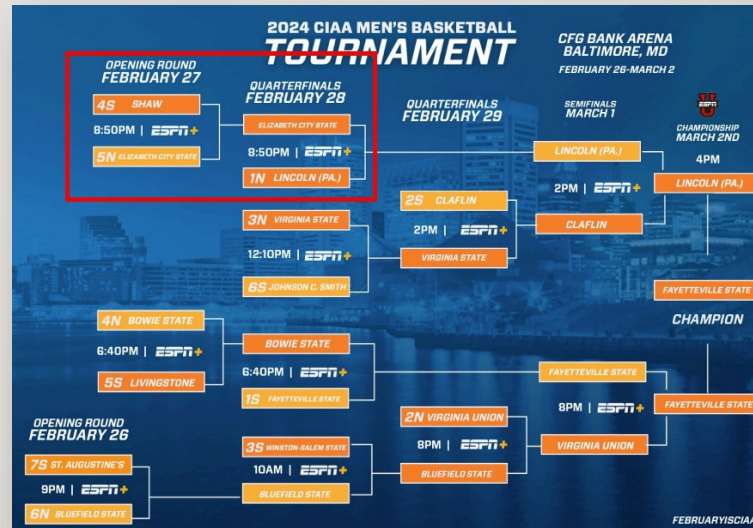 2024 CIAA MEN'S BASKETBALL
TOURNAMENT
CFG BANK ARENA
BALTIMORE, MD
FEBRUARY 26-MARCH 2
OPENING ROUND
FEBRUARY 27
4S SHAW
8:50PM | ESPN+
5N ELIZABETH CITY STATE
QUARTERFINALS
FEBRUARY 28
ELIZABETH CITY STATE
8:50PM | ESPN+
1N LINCOLN (PA.)
3N VIRGINIA STATE
12:10PM | ESPN+
6S JOHNSON C. SMITH
QUARTERFINALS
FEBRUARY 29
2S CLAFLIN
2PM | ESPN+
VIRGINIA STATE
SEMIFINALS
MARCH 1
LINCOLN (PA.)
2PM | ESPN+
CLAFLIN
U
ESPN
CHAMPIONSHIP
MARCH 2ND
4PM
LINCOLN (PA.)
FAYETTEVILLE STATE
CHAMPION
FAYETTEVILLE STATE
4N BOWIE STATE
6:40PM | ESPN+
5S LIVINGSTONE
BOWIE STATE
6:40PM | ESPN+
1S FAYETTEVILLE STATE
FAYETTEVILLE STATE
8PM | ESPN+
VIRGINIA UNION
OPENING ROUND
FEBRUARY 26
7S ST. AUGUSTINE'S
9PM | ESPN+
6N BLUEFIELD STATE
3S WINSTON-SALEM STATE
10AM | ESPN+
BLUEFIELD STATE
2N VIRGINIA UNION
8PM | ESPN+
BLUEFIELD STATE
FEBRUARYISCIAA